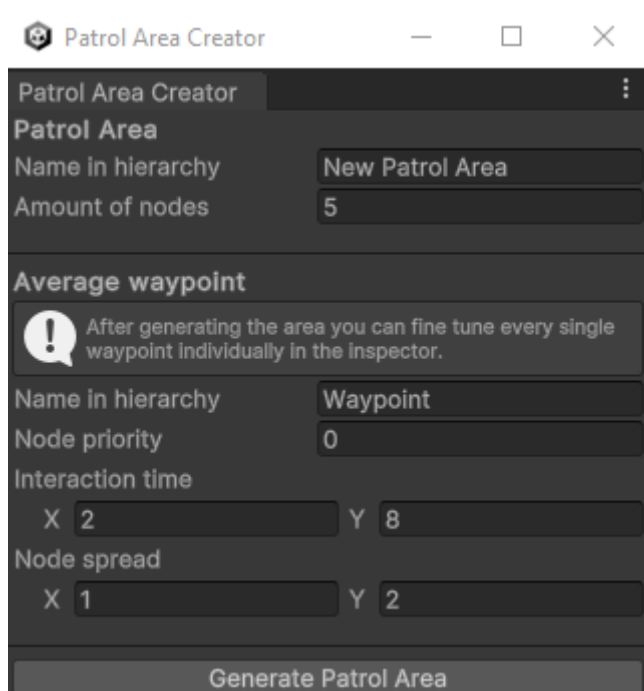 Patrol Area Creator
Patrol Area Creator
Patrol Area
Name in hierarchy New Patrol Area
Amount of nodes 5
Average waypoint
After generating the area you can fine tune every single
waypoint individually in the inspector.
Name in hierarchy Waypoint
Node priority 0
Interaction time
X 2 Y 8
Node spread
X 1 Y 2
Generate Patrol Area